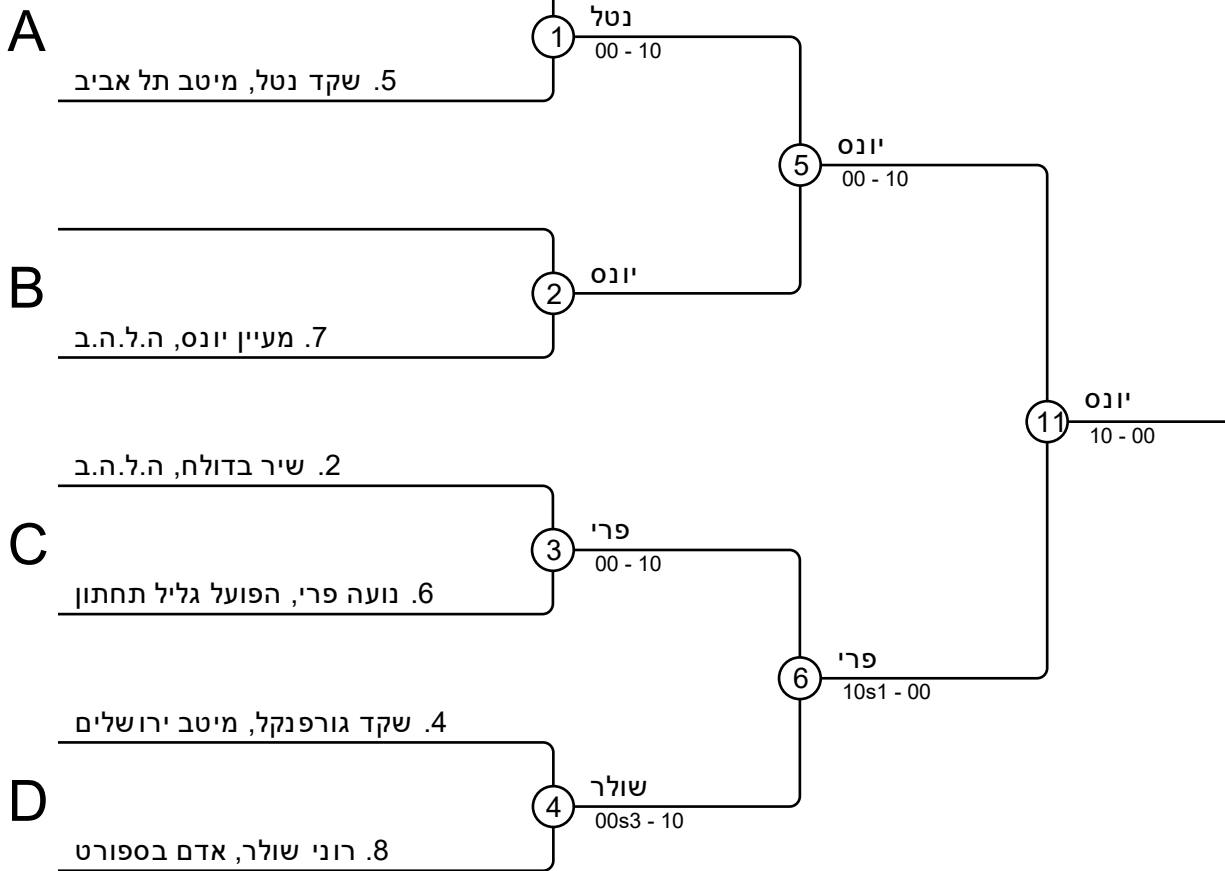 A
1
נטל
00 - 10
5. שקד נטל, מיטב תל אביב
5
יונס
00 - 10
B
2
יונס
7. מעיין יונס, ה.ל.ה.ב
11
יונס
10 - 00
2. שיר בדולח, ה.ל.ה.ב
C
3
פרי
00 - 10
6. נועה פרי, הפועל גליל תחתון
6
פרי
10s1 - 00
4. שקד גורפנקל, מיטב ירושלים
D
4
שולר
00s3 - 10
8. רוני שולר, אדם בספורט